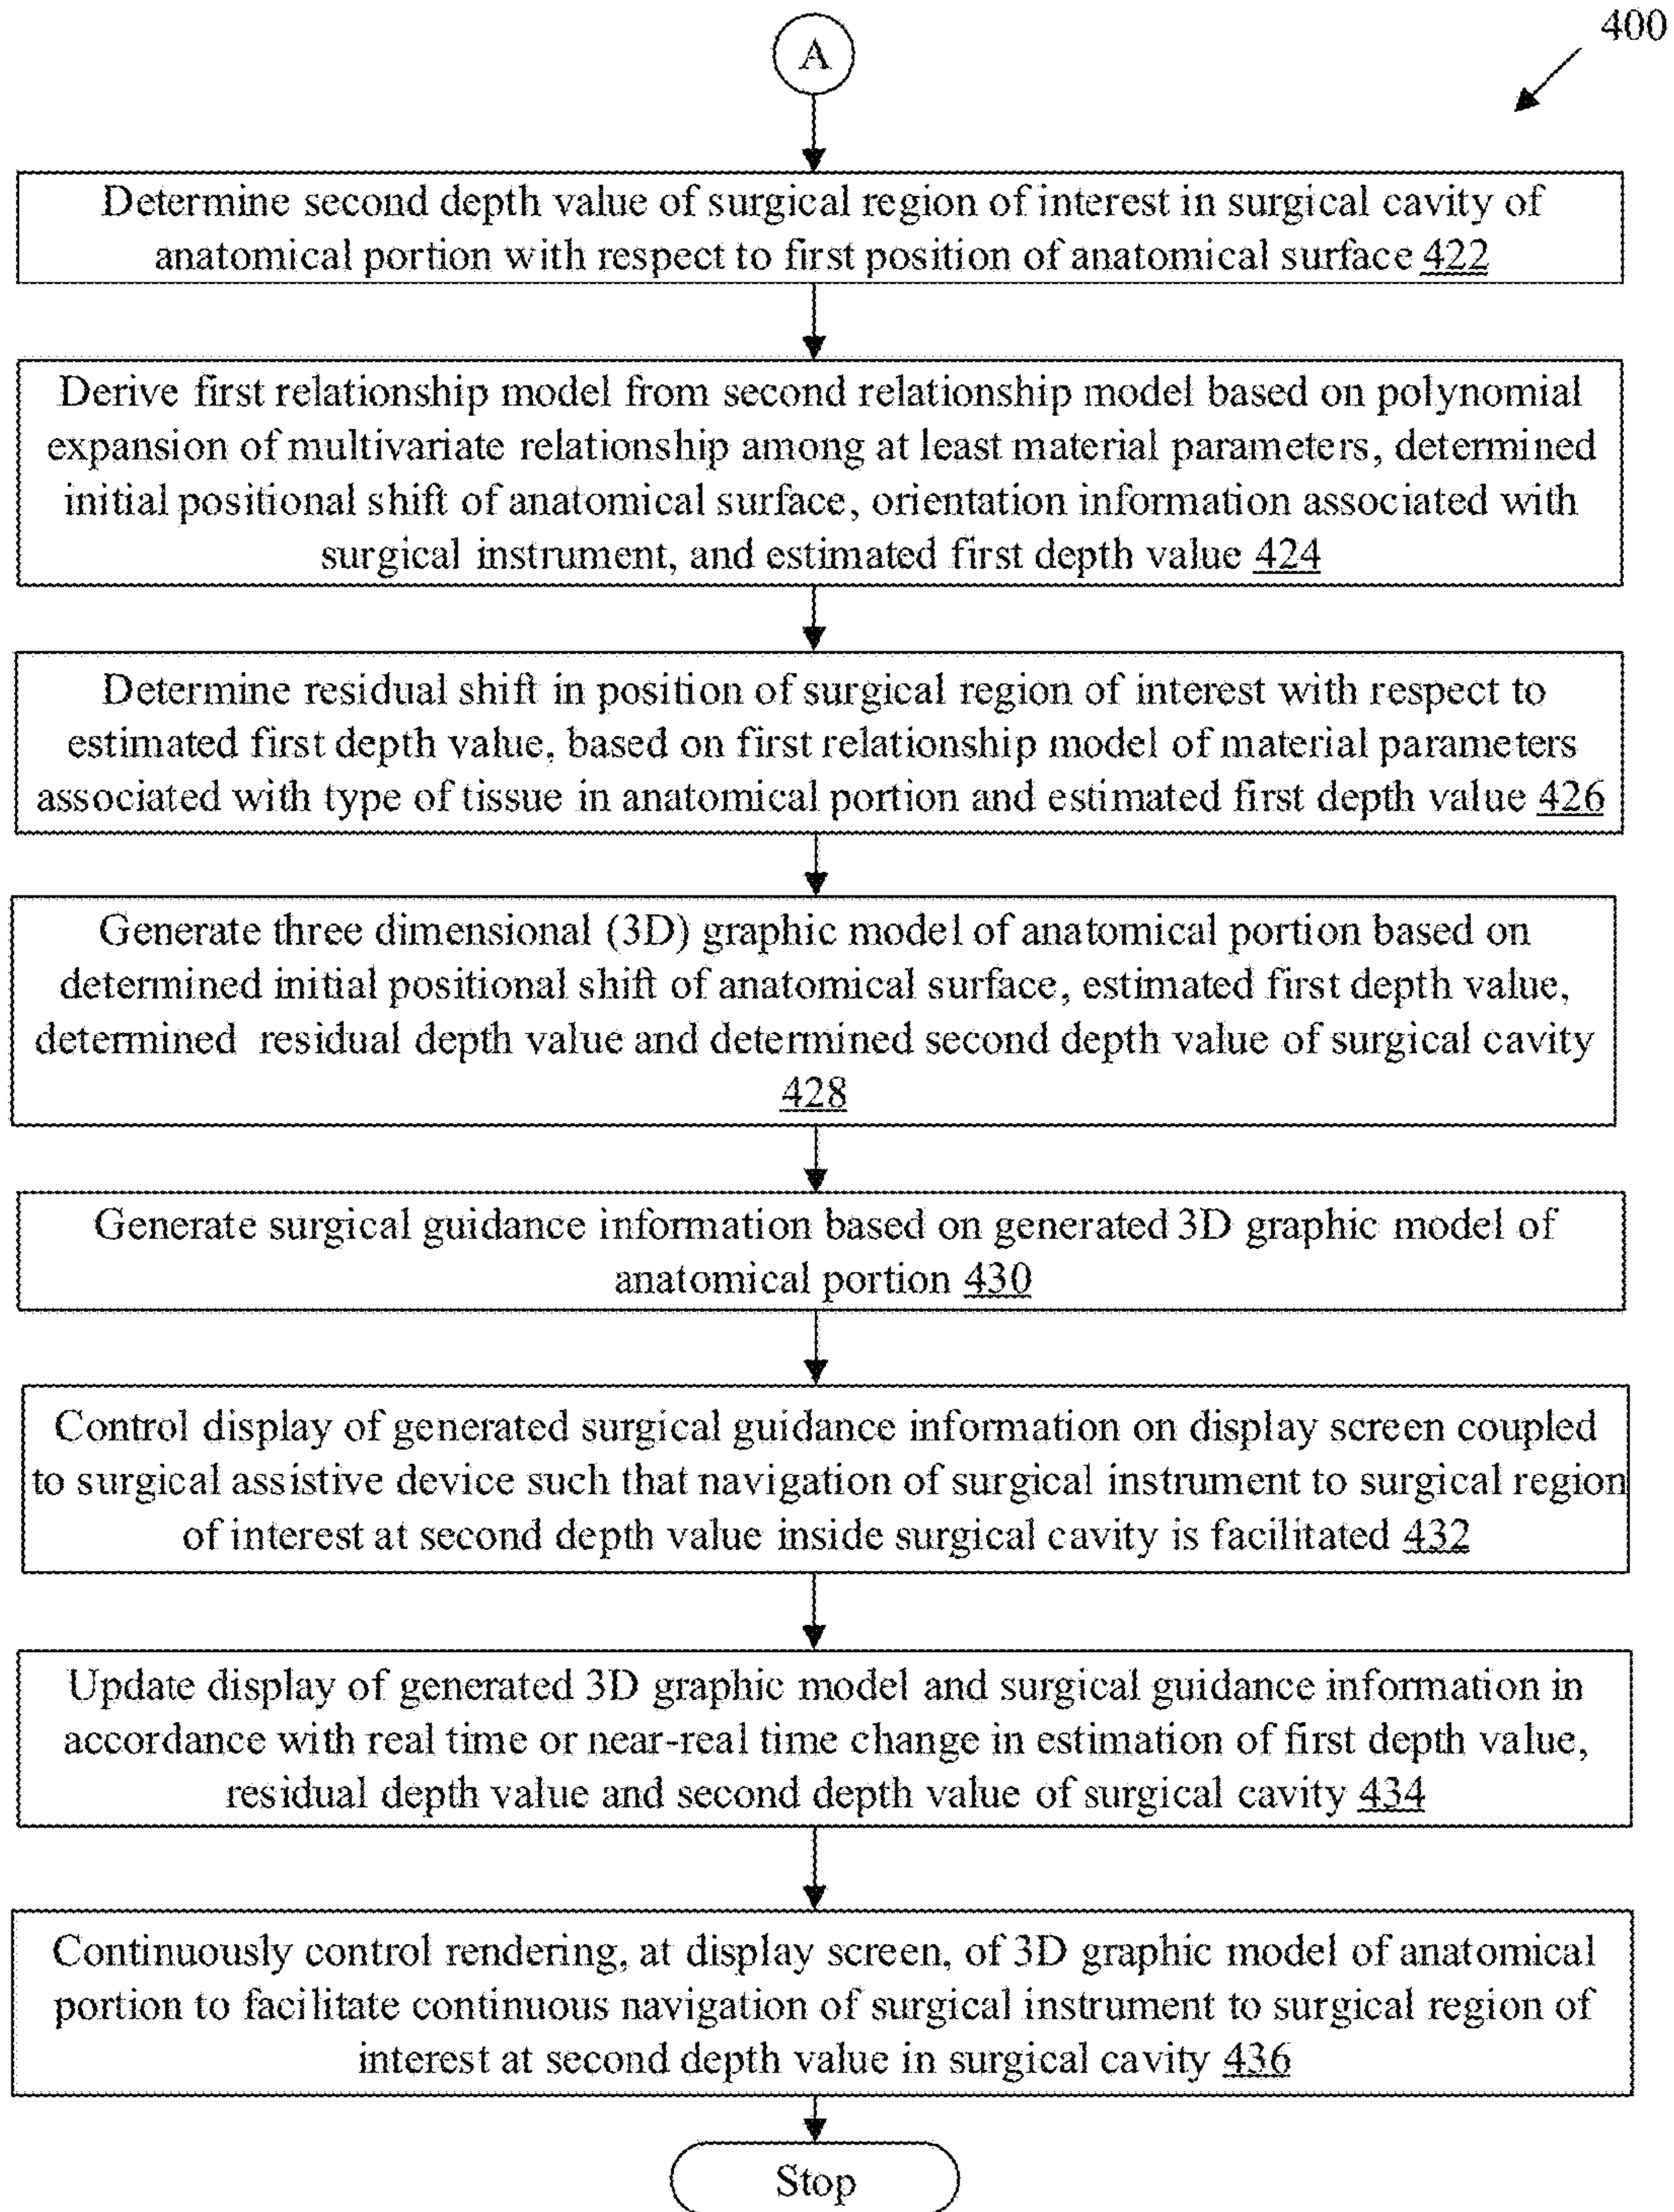 400
A
Determine second depth value of surgical region of interest in surgical cavity of
anatomical portion with respect to first position of anatomical surface 422
Derive first relationship model from second relationship model based on polynomial
expansion of multivariate relationship among at least material parameters, determined
initial positional shift of anatomical surface, orientation information associated with
surgical instrument, and estimated first depth value 424
Determine residual shift in position of surgical region of interest with respect to
estimated first depth value, based on first relationship model of material parameters
associated with type of tissue in anatomical portion and estimated first depth value 426
Generate three dimensional (3D) graphic model of anatomical portion based on
determined initial positional shift of anatomical surface, estimated first depth value,
determined residual depth value and determined second depth value of surgical cavity
428
Generate surgical guidance information based on generated 3D graphic model of
anatomical portion 430
Control display of generated surgical guidance information on display screen coupled
to surgical assistive device such that navigation of surgical instrument to surgical region
of interest at second depth value inside surgical cavity is facilitated 432
Update display of generated 3D graphic model and surgical guidance information in
accordance with real time or near-real time change in estimation of first depth value,
residual depth value and second depth value of surgical cavity 434
Continuously control rendering, at display screen, of 3D graphic model of anatomical
portion to facilitate continuous navigation of surgical instrument to surgical region of
interest at second depth value in surgical cavity 436
Stop